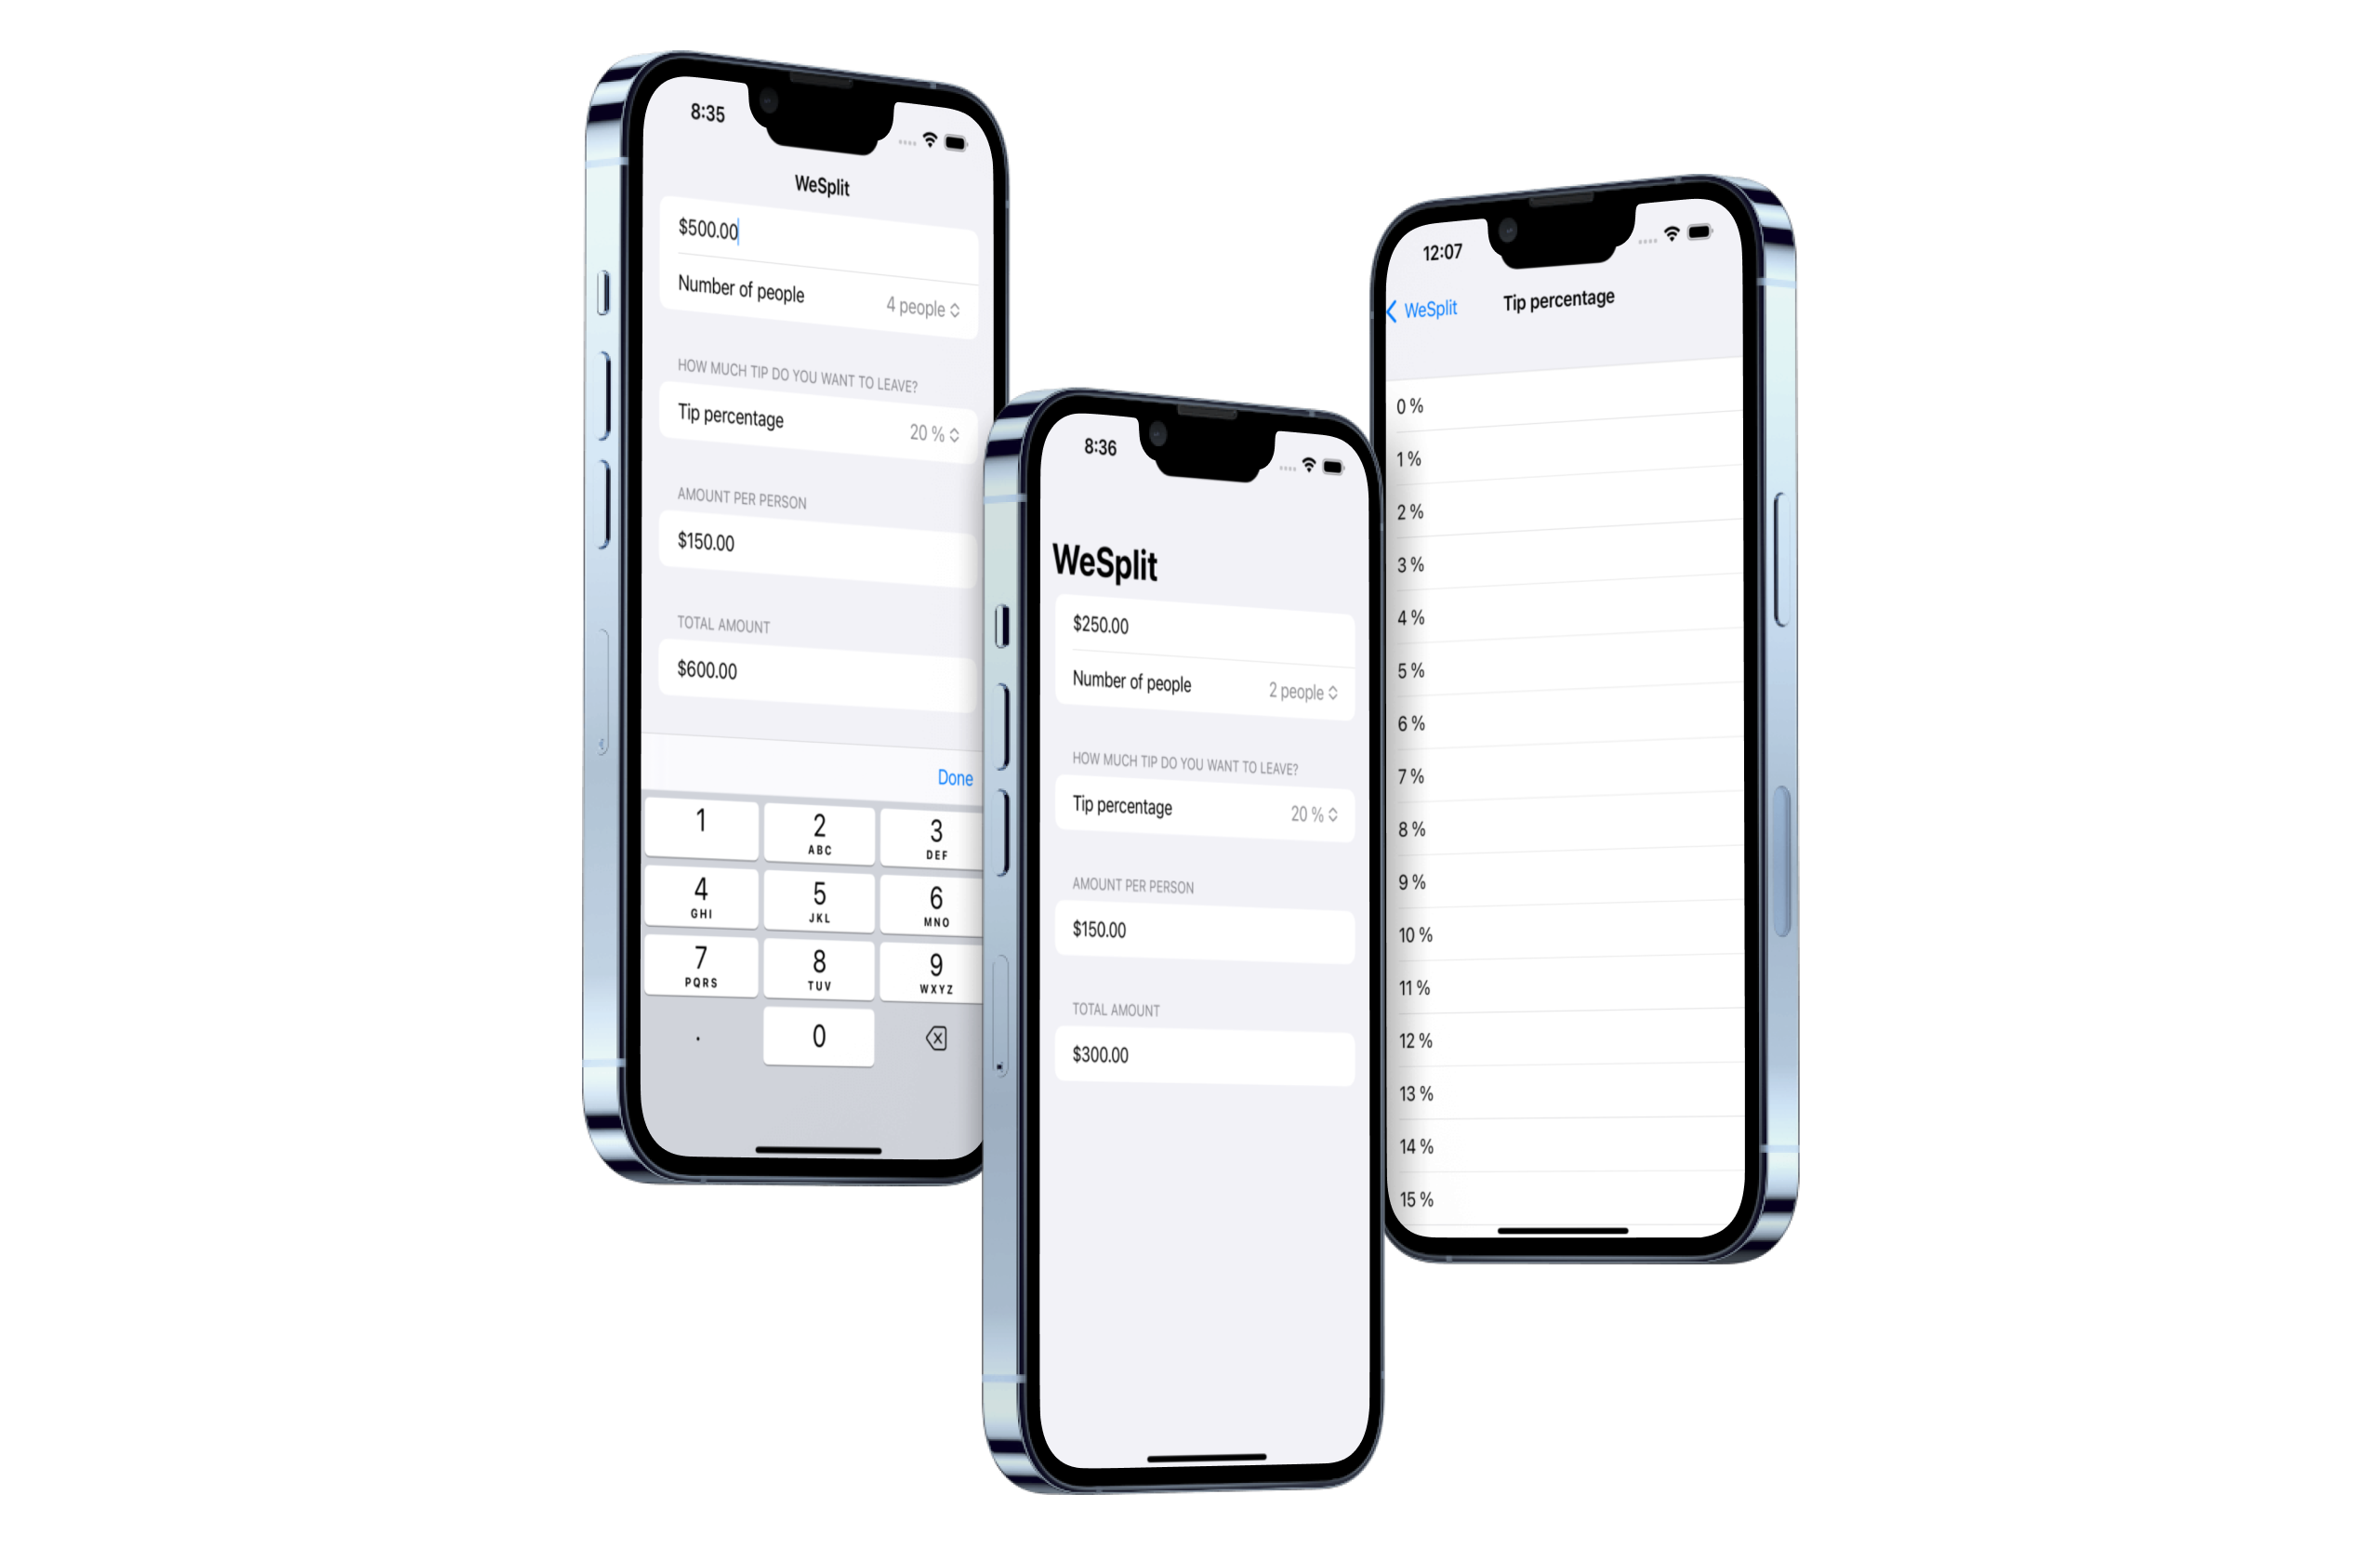 8:35
WeSplit
$500.00
Number of people 4 people
HOW MUCH TIP DO YOU WANT TO LEAVE?
Tip percentage 20 %
AMOUNT PER PERSON
$150.00
TOTAL AMOUNT
$600.00
Done
1 2 3
ABC DEF
4 5 6
GHI JKL MNO
7 8 9
PQRS TUV WXYZ
. 0
8:36
WeSplit
$250.00
Number of people 2 people
HOW MUCH TIP DO YOU WANT TO LEAVE?
Tip percentage 20 %
AMOUNT PER PERSON
$150.00
TOTAL AMOUNT
$300.00
12:07
WeSplit Tip percentage
0 %
1 %
2 %
3 %
4 %
5 %
6 %
7 %
8 %
9 %
10 %
11 %
12 %
13 %
14 %
15 %